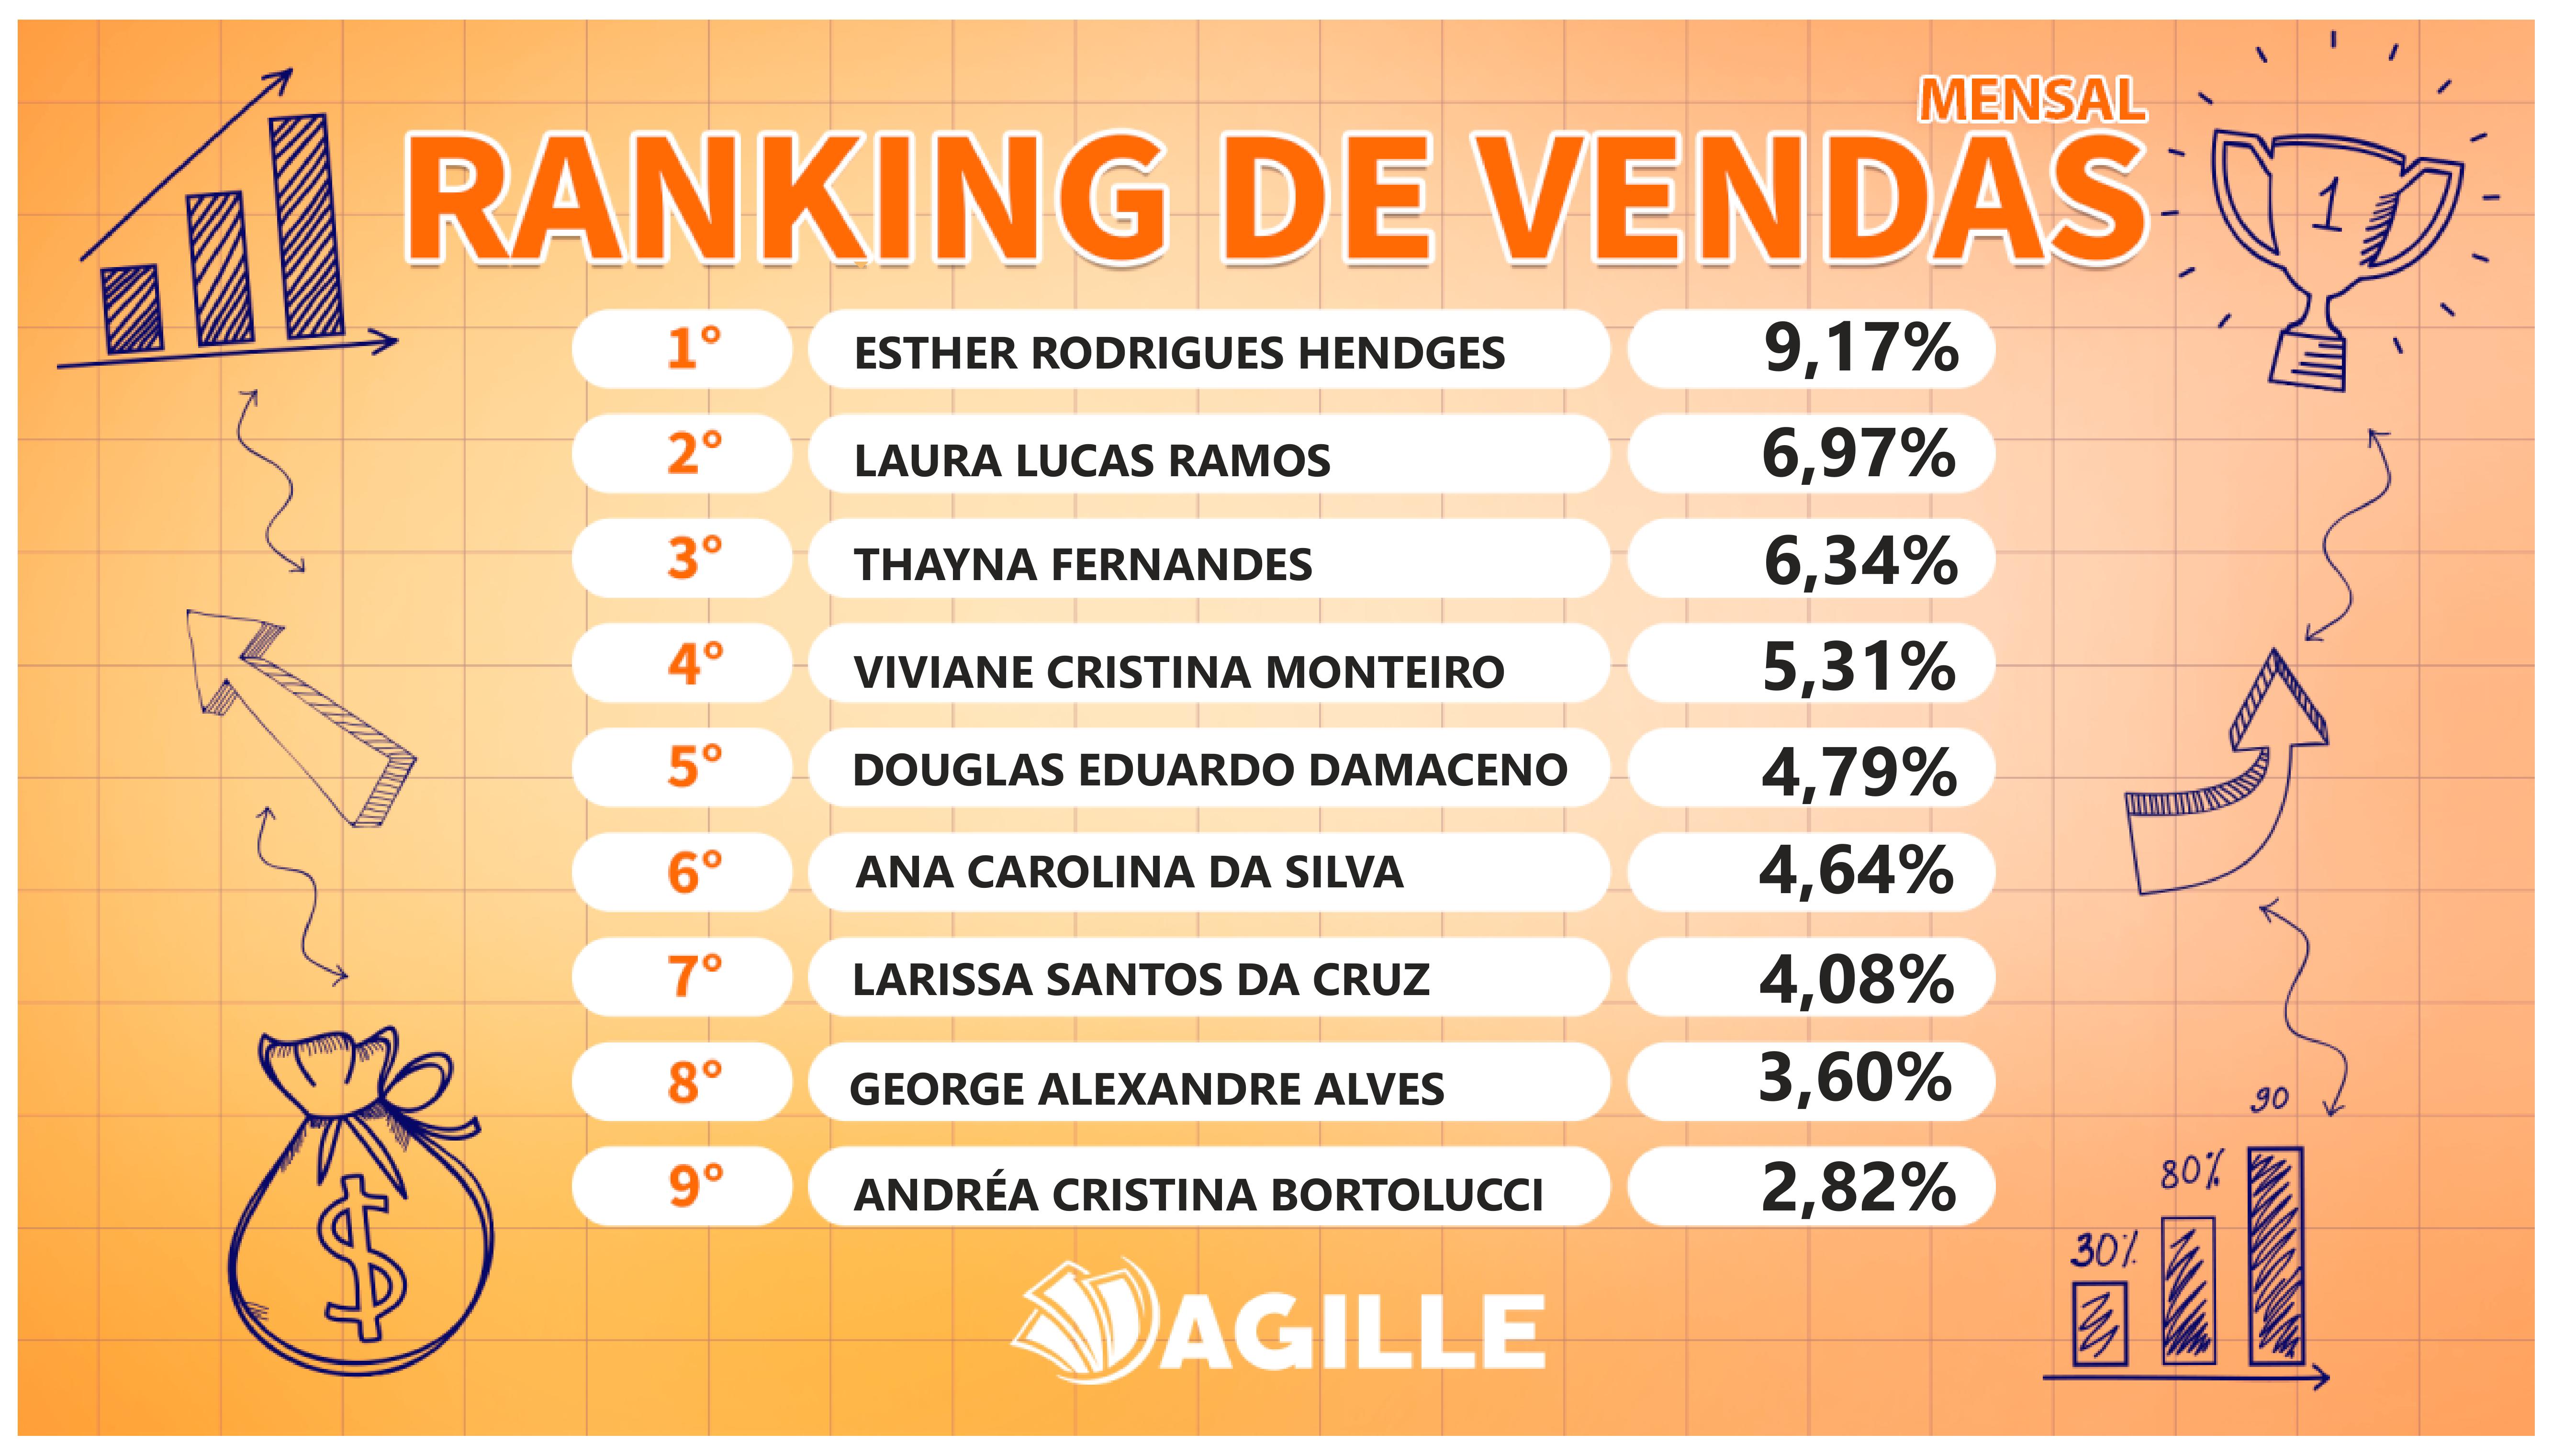 MENSAL
RANKING DE VENDAS
1
1° ESTHER RODRIGUES HENDGES 9,17%
2° LAURA LUCAS RAMOS 6,97%
3° THAYNA FERNANDES 6,34%
4° VIVIANE CRISTINA MONTEIRO 5,31%
5° DOUGLAS EDUARDO DAMACENO 4,79%
6° ANA CAROLINA DA SILVA 4,64%
7° LARISSA SANTOS DA CRUZ 4,08%
8° GEORGE ALEXANDRE ALVES 3,60%
9° ANDRÉA CRISTINA BORTOLUCCI 2,82%
90
80%
30%
$
AGILLE